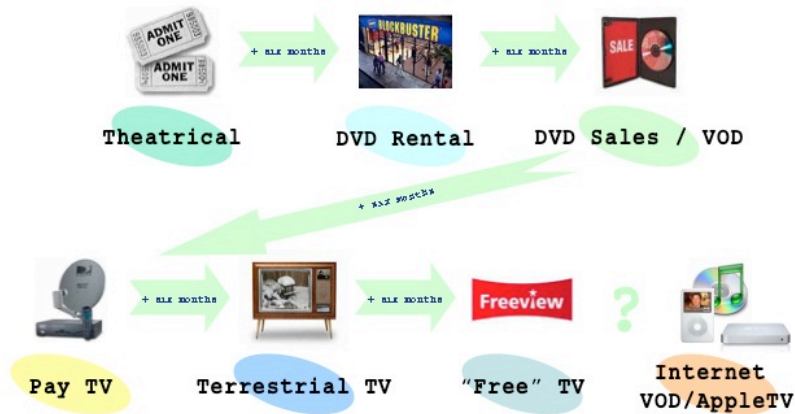 ADMIT ONE
ADMIT ONE
+ six months
BLOCKBUSTER
+ six months
SALE
Theatrical
DVD Rental
DVD Sales / VOD
+ six months
+ six months
+ six months
Freeview
?
Pay TV
Terrestrial TV
“Free” TV
Internet
VOD/AppleTV